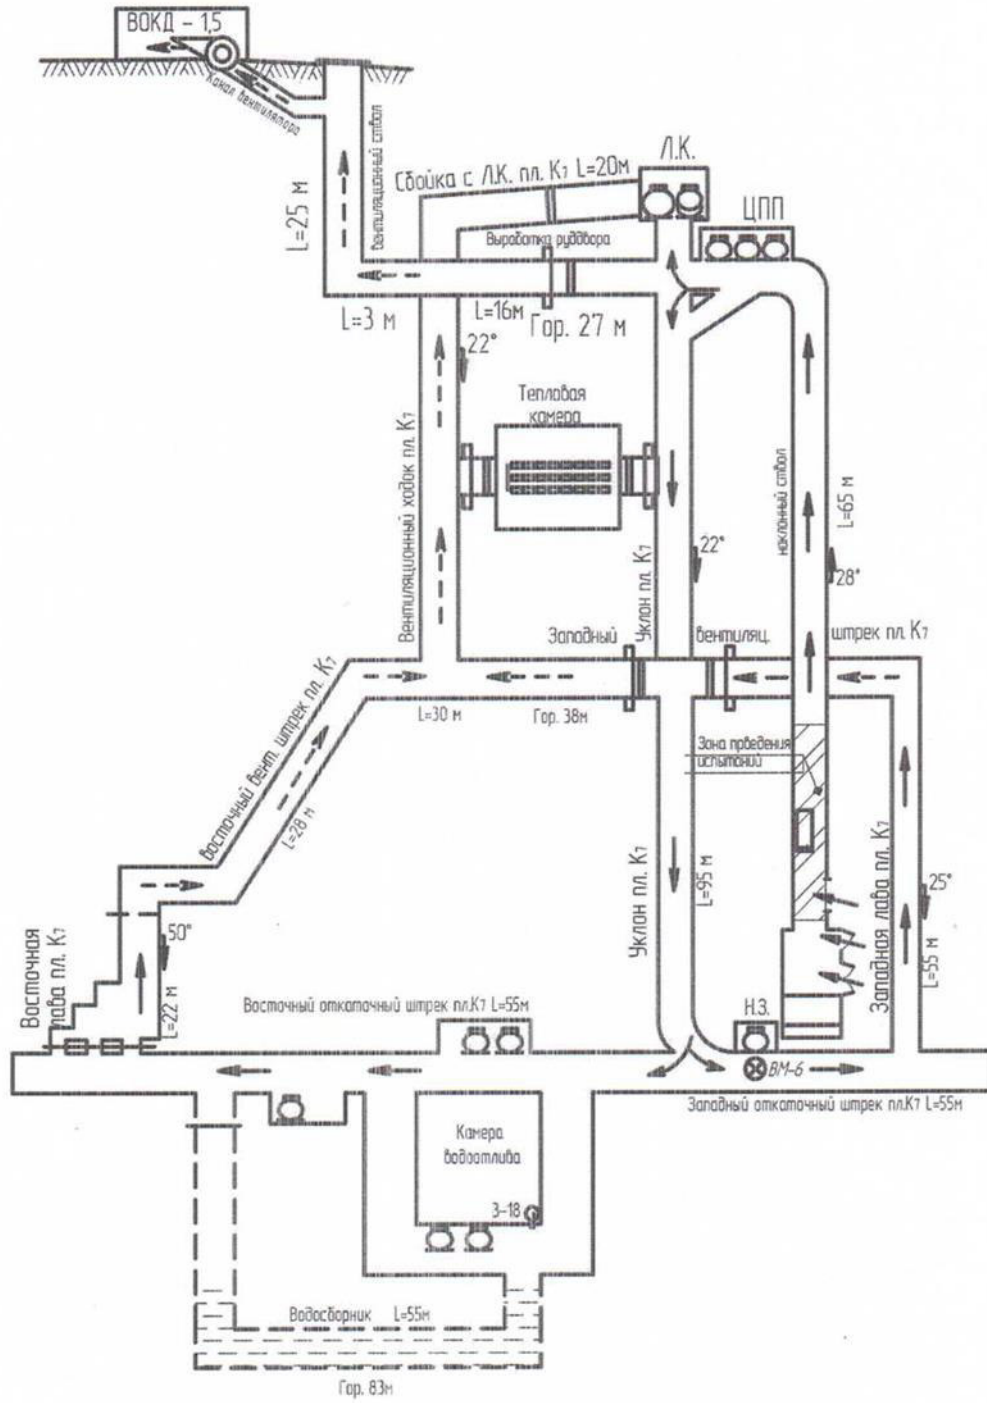 ВОКД - 1,5
Канал вентилятора
L=25 м
вентиляционный ствол
Сбойка с Л.К. пл. К7 L=20м
Л.К.
ЦПП
Выработка руддвора
L=3 м
L=16м
Гор. 27 м
22°
Тепловая
камера
Вентиляционный ходок пл. К7
Уклон пл. К7
22°
наклонный ствол
L=65 м
28°
Западный
вентиляц.
штрек пл. К7
L=30 м
Гор. 38м
Зона прведения
испытаний
Восточный вент. штрек пл. К7
L=28 м
Уклон пл. К7
L=95 м
Западная лава пл. К7
25°
L=55 м
Восточная
лава пл. К7
50°
L=22 м
Восточный откаточный штрек пл.К7 L=55м
Н.З.
ВМ-6
Западный откаточный штрек пл.К7 L=55м
Камера
водоотлива
З-18
Водосборник L=55м
Гор. 83м